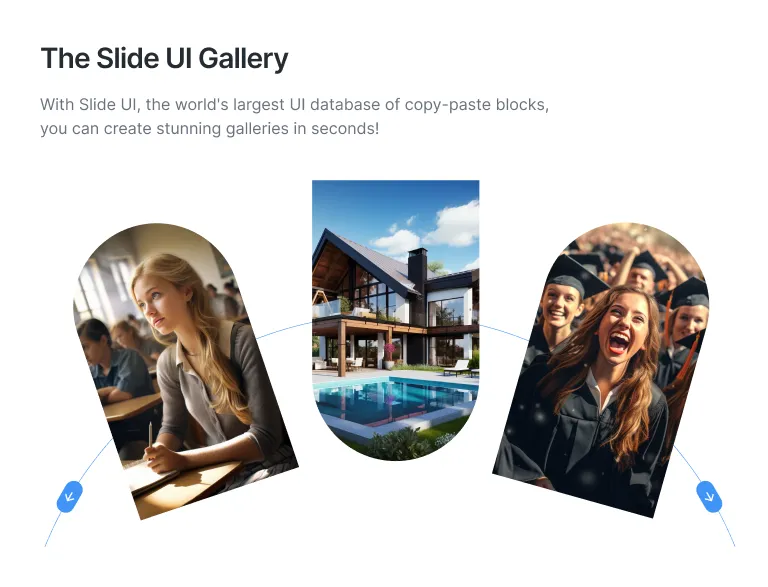 The Slide UI Gallery
With Slide UI, the world's largest UI database of copy-paste blocks,
you can create stunning galleries in seconds!